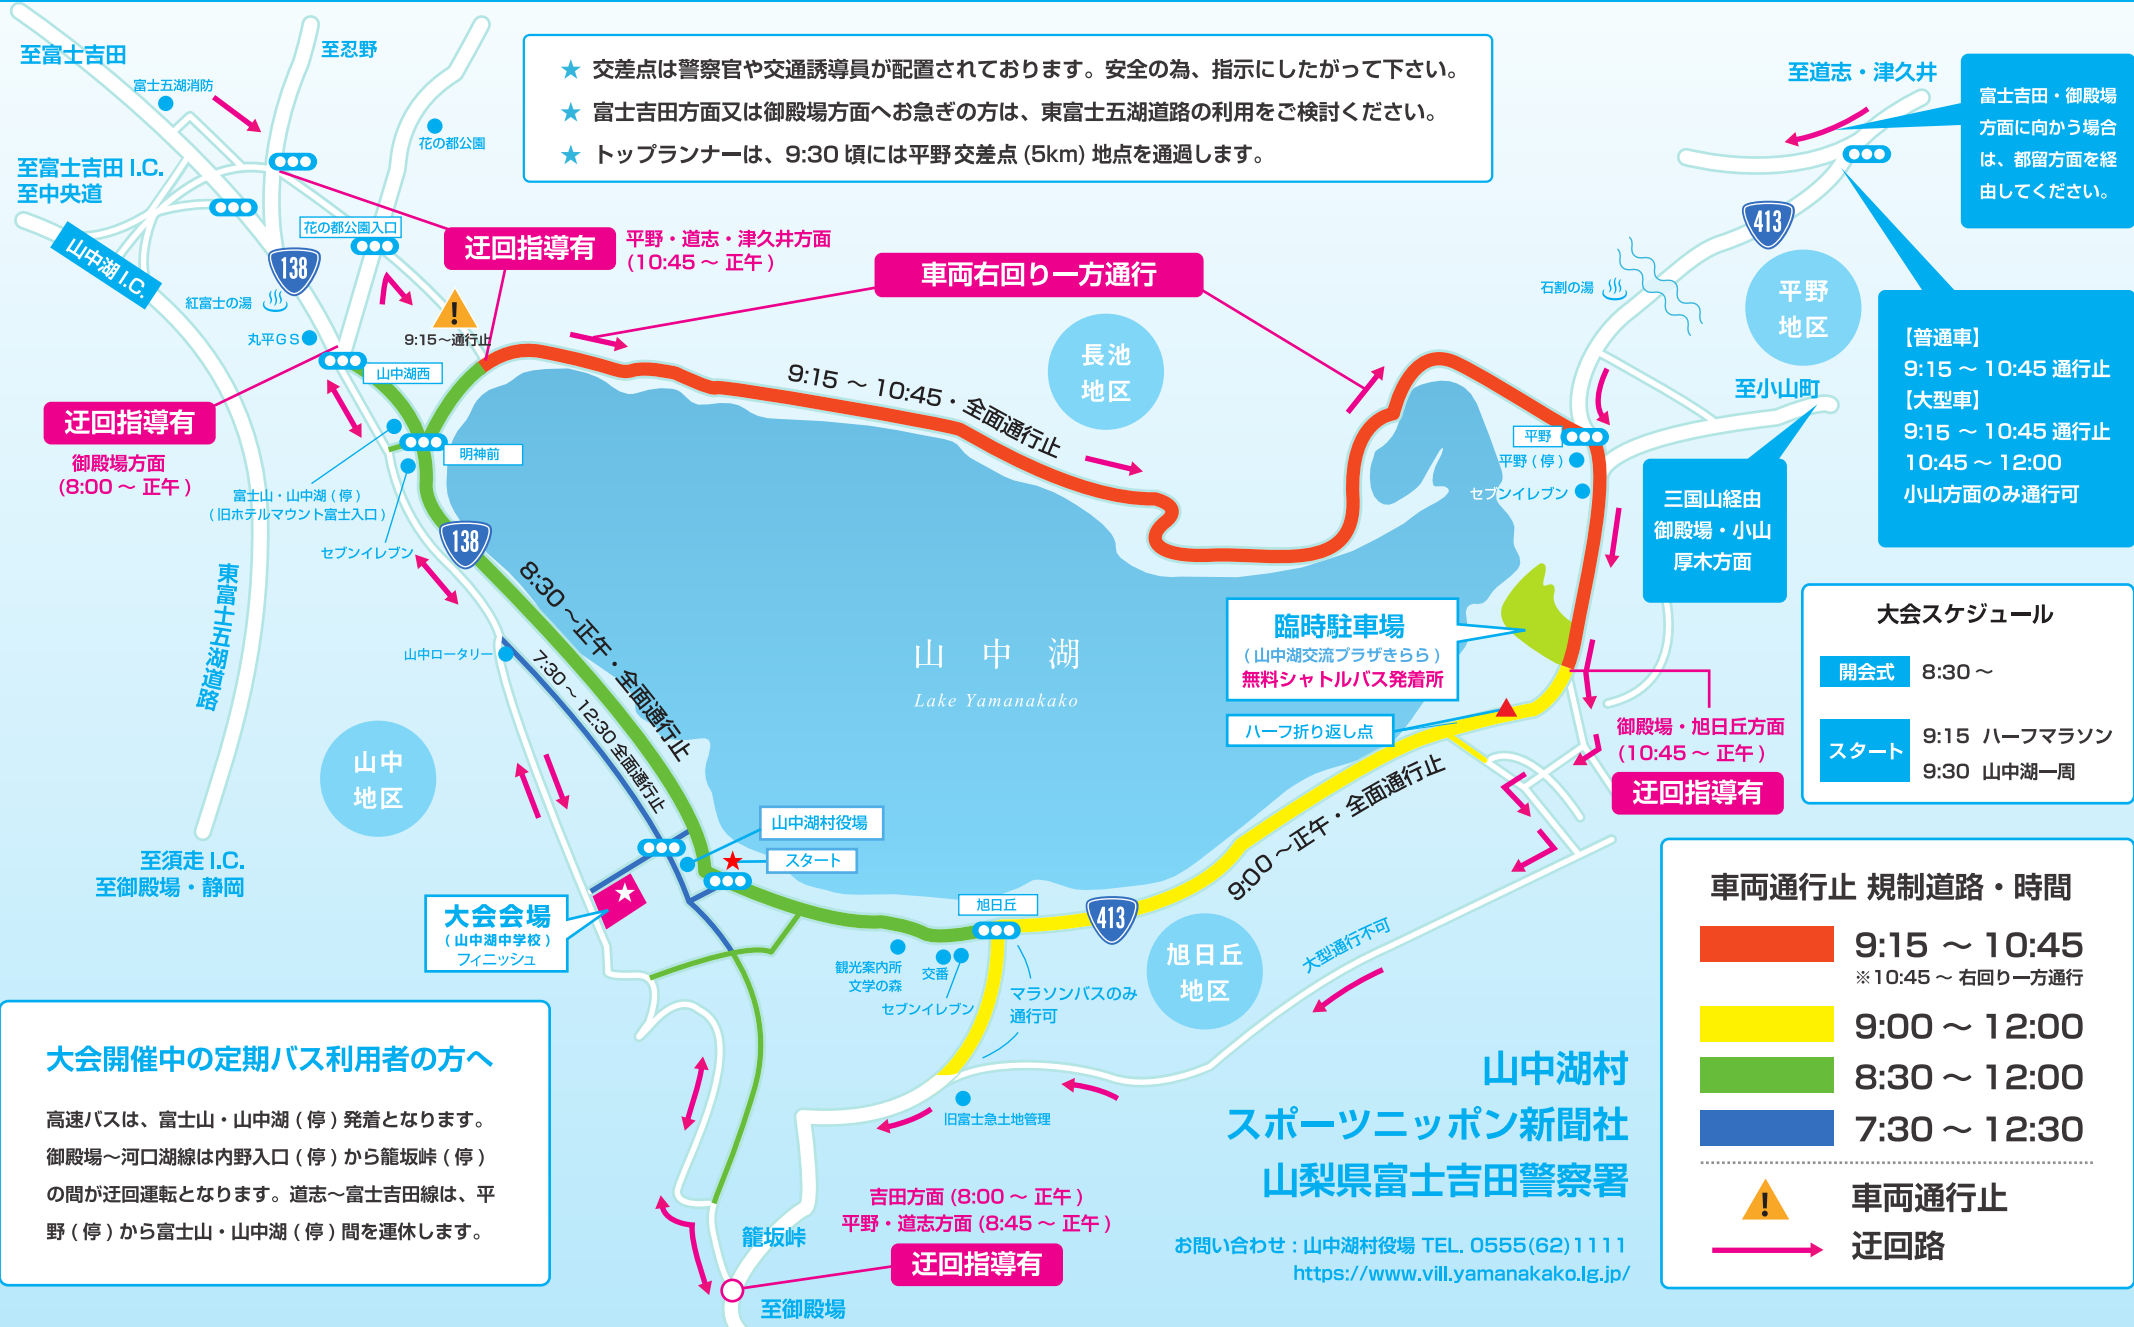 至富士吉田
至忍野
富士五湖消防
花の都公園
★ 交差点は警察官や交通誘導員が配置されております。安全の為、指示にしたがって下さい。
★ 富士吉田方面又は御殿場方面へお急ぎの方は、東富士五湖道路の利用をご検討ください。
★ トップランナーは、9:30 頃には平野交差点 (5km) 地点を通過します。
至道志・津久井
富士吉田・御殿場
方面に向かう場合
は、都留方面を経
由してください。
至富士吉田 I.C.
至中央道
山中湖 I.C.
花の都公園入口
138
紅富士の湯
丸平GS
迂回指導有
平野・道志・津久井方面
(10:45 ～ 正午 )
9:15～通行止
車両右回り一方通行
長池
地区
413
石割の湯
平野
地区
【普通車】
9:15 ～ 10:45 通行止
【大型車】
9:15 ～ 10:45 通行止
10:45 ～ 12:00
小山方面のみ通行可
山中湖西
迂回指導有
御殿場方面
(8:00 ～ 正午 )
9:15 ～ 10:45・全面通行止
至小山町
平野
平野 ( 停 )
セブンイレブン
三国山経由
御殿場・小山
厚木方面
明神前
富士山・山中湖 ( 停 )
( 旧ホテルマウント富士入口 )
セブンイレブン
138
東富士五湖道路
8:30 ～正午・全面通行止
7:30 ～ 12:30 全面通行止
山中ロータリー
山中湖
Lake Yamanakako
臨時駐車場
( 山中湖交流プラザきらら )
無料シャトルバス発着所
ハーフ折り返し点
大会スケジュール
開会式 8:30 ～
スタート 9:15 ハーフマラソン
9:30 山中湖一周
御殿場・旭日丘方面
(10:45 ～ 正午 )
迂回指導有
山中
地区
9:00 ～正午・全面通行止
山中湖村役場
スタート
至須走 I.C.
至御殿場・静岡
大会会場
( 山中湖中学校 )
フィニッシュ
旭日丘
413
観光案内所
文学の森
交番
セブンイレブン
マラソンバスのみ
通行可
旭日丘
地区
大型通行不可
車両通行止 規制道路・時間
9:15 ～ 10:45
※10:45 ～ 右回り一方通行
9:00 ～ 12:00
8:30 ～ 12:00
7:30 ～ 12:30
車両通行止
迂回路
大会開催中の定期バス利用者の方へ
高速バスは、富士山・山中湖 ( 停 ) 発着となります。
御殿場～河口湖線は内野入口 ( 停 ) から籠坂峠 ( 停 )
の間が迂回運転となります。道志～富士吉田線は、平
野 ( 停 ) から富士山・山中湖 ( 停 ) 間を運休します。
旧富士急土地管理
山中湖村
スポーツニッポン新聞社
山梨県富士吉田警察署
お問い合わせ : 山中湖村役場 TEL. 0555(62)1111
https://www.vill.yamanakako.lg.jp/
吉田方面 (8:00 ～ 正午 )
平野・道志方面 (8:45 ～ 正午 )
迂回指導有
籠坂峠
至御殿場